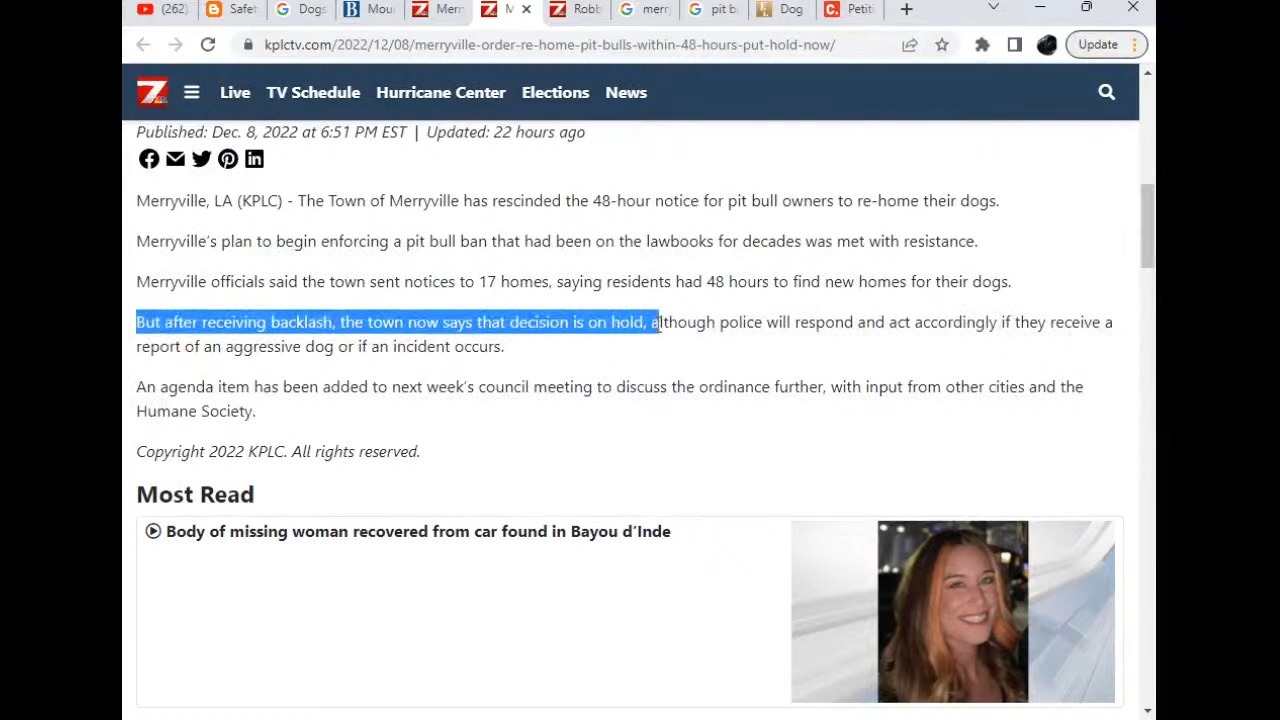 (262) Safet Dogs Mou Merr M Robb merr pit b Dog Petit
kplctv.com/2022/12/08/merryville-order-re-home-pit-bulls-within-48-hours-put-hold-now/ Update
7 Live TV Schedule Hurricane Center Elections News
Published: Dec. 8, 2022 at 6:51 PM EST | Updated: 22 hours ago
Merryville, LA (KPLC) - The Town of Merryville has rescinded the 48-hour notice for pit bull owners to re-home their dogs.
Merryville’s plan to begin enforcing a pit bull ban that had been on the lawbooks for decades was met with resistance.
Merryville officials said the town sent notices to 17 homes, saying residents had 48 hours to find new homes for their dogs.
But after receiving backlash, the town now says that decision is on hold, although police will respond and act accordingly if they receive a
report of an aggressive dog or if an incident occurs.
An agenda item has been added to next week’s council meeting to discuss the ordinance further, with input from other cities and the
Humane Society.
Copyright 2022 KPLC. All rights reserved.
Most Read
Body of missing woman recovered from car found in Bayou d’Inde